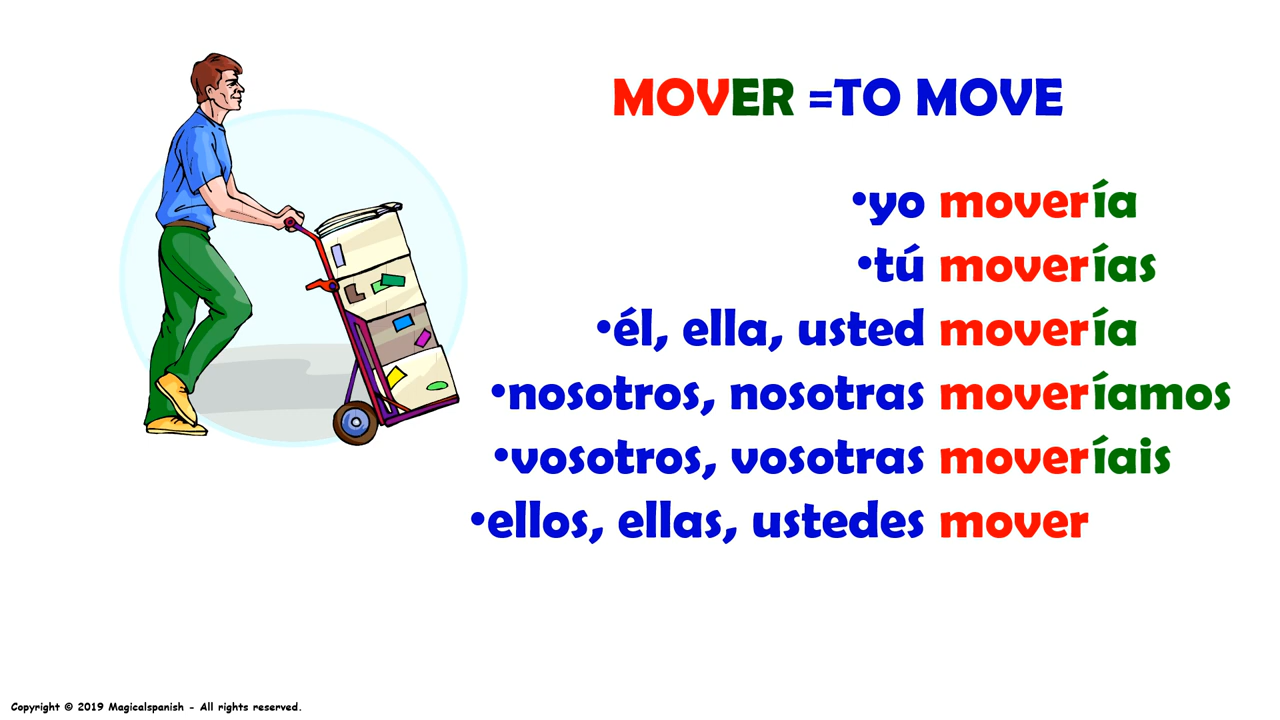 MOVER =TO MOVE
•yo movería
•tú moverías
•él, ella, usted movería
•nosotros, nosotras moveríamos
•vosotros, vosotras moveríais
•ellos, ellas, ustedes mover
Copyright © 2019 Magicalspanish - All rights reserved.